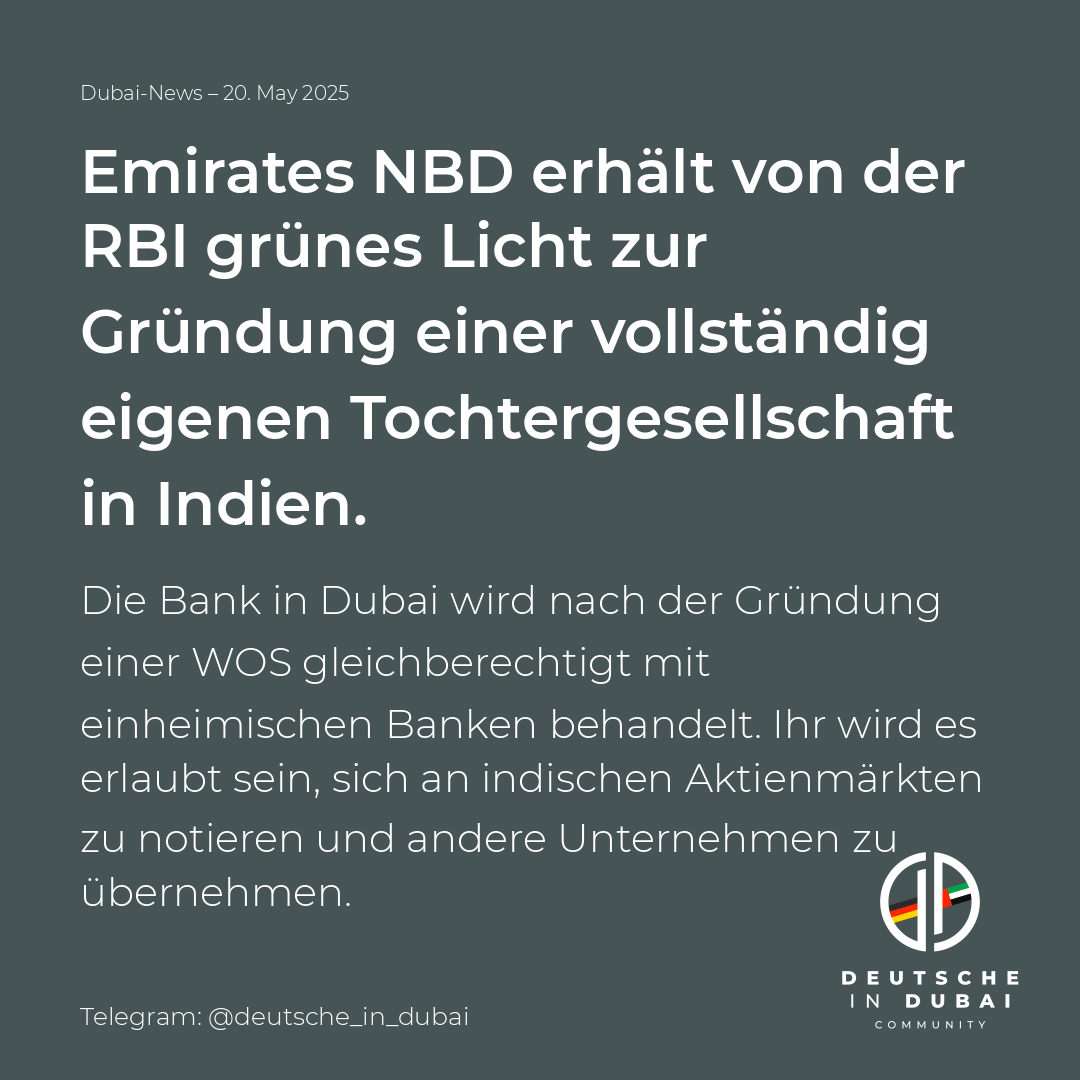 Dubai-News – 20. May 2025
Emirates NBD erhält von der
RBI grünes Licht zur
Gründung einer vollständig
eigenen Tochtergesellschaft
in Indien.
Die Bank in Dubai wird nach der Gründung
einer WOS gleichberechtigt mit
einheimischen Banken behandelt. Ihr wird es
erlaubt sein, sich an indischen Aktienmärkten
zu notieren und andere Unternehmen zu
übernehmen.
DEUTSCHE
IN DUBAI
COMMUNITY
Telegram: @deutsche_in_dubai